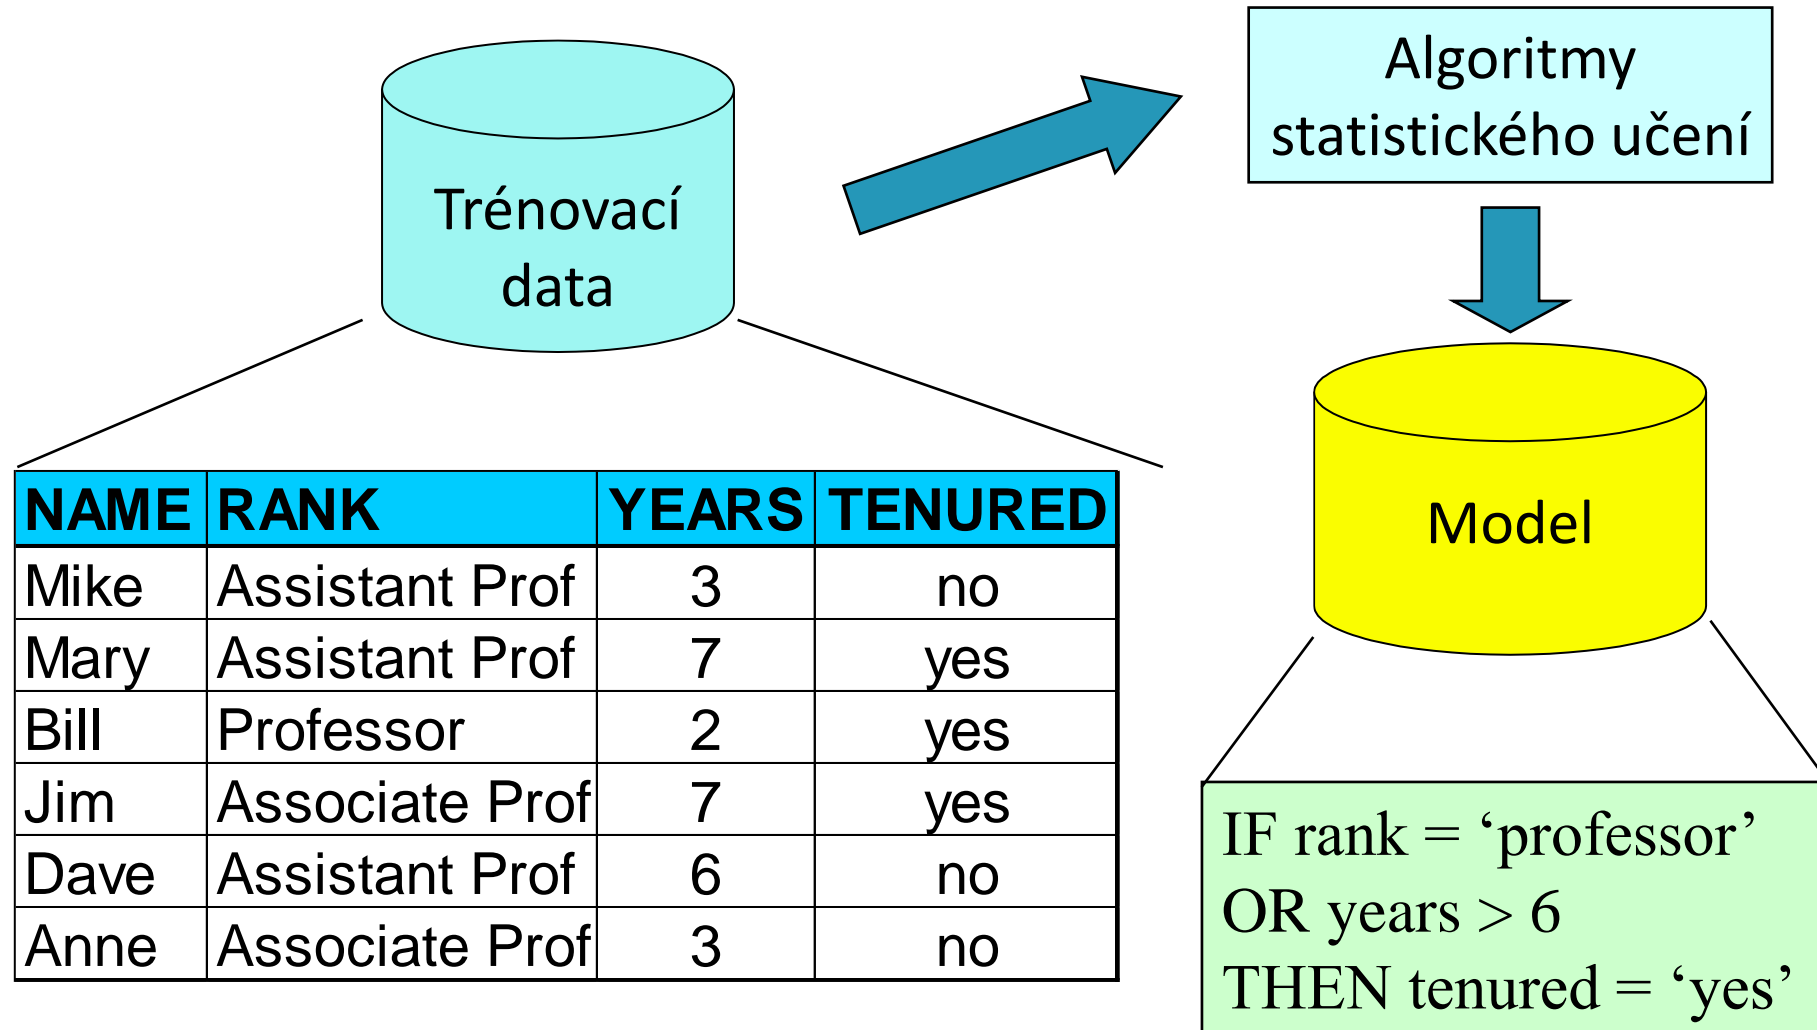 Trénovací
data
Algoritmy
statistického učení
Model
NAME RANK YEARS TENURED
Mike Assistant Prof 3 no
Mary Assistant Prof 7 yes
Bill Professor 2 yes
Jim Associate Prof 7 yes
Dave Assistant Prof 6 no
Anne Associate Prof 3 no
IF rank = ‘professor’
OR years > 6
THEN tenured = ‘yes’